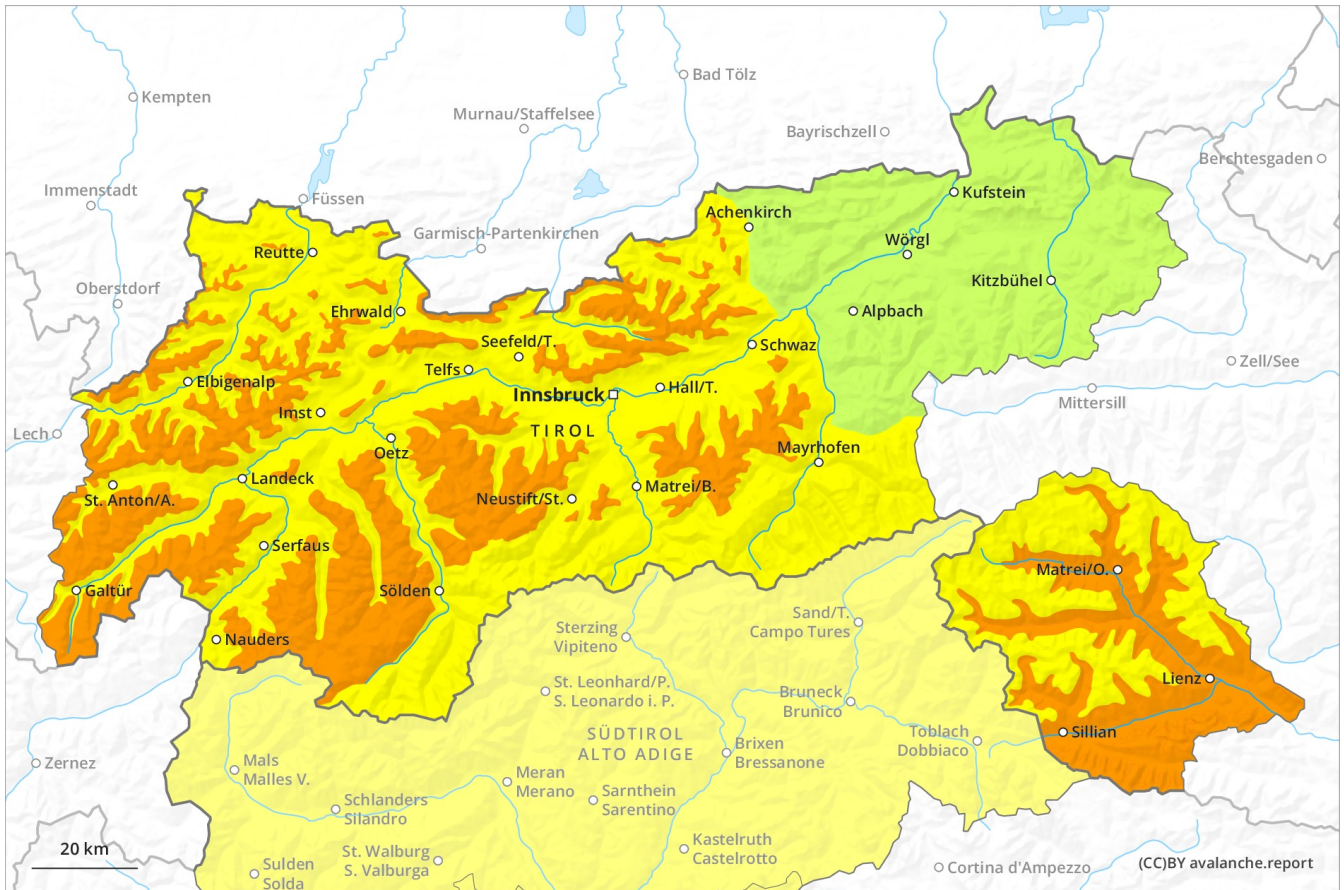 Bad Tölz
Kempten
Murnau/Staffelsee
Bayrischzell
Berchtesgaden
Immenstadt
Füssen
Kufstein
Achenkirch
Garmisch-Partenkirchen
Wörgl
Reutte
Kitzbühel
Oberstdorf
Ehrwald
Alpbach
Seefeld/T.
Schwaz
Zell/See
Telfs
Elbigenalp
Hall/T.
Innsbruck
Mittersill
Imst
Lech
TIROL
Oetz
Mayrhofen
Landeck
Matrei/B.
St. Anton/A.
Neustift/St.
Serfaus
Matrei/O.
Galtür
Sölden
Sand/T.
Campo Tures
Sterzing
Vipiteno
Nauders
Lienz
St. Leonhard/P.
S. Leonardo i. P.
Bruneck
Brunico
SÜDTIROL
ALTO ADIGE
Toblach
Dobbiaco
Sillian
Brixen
Bressanone
Zernez
Mals
Malles V.
Meran
Merano
Sarnthein
Sarentino
Schlanders
Silandro
20 km
Kastelruth
Castelrotto
St. Walburg
S. Valburga
Sulden
Solda
Cortina d'Ampezzo
(CC)BY avalanche.report